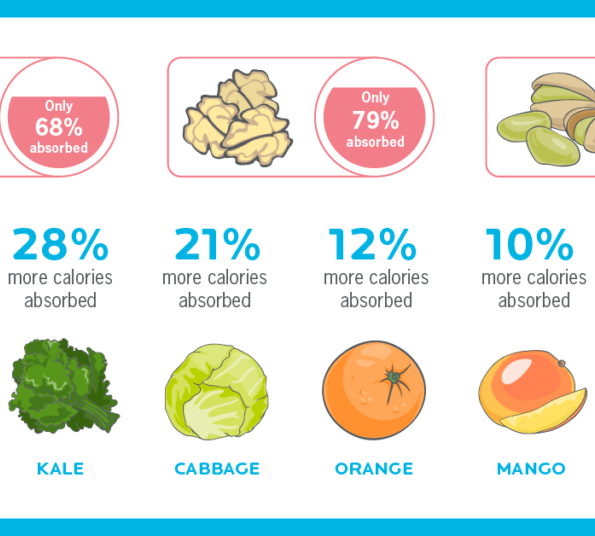 Only
68%
absorbed
Only
79%
absorbed
28%
more calories
absorbed
21%
more calories
absorbed
12%
more calories
absorbed
10%
more calories
absorbed
KALE
CABBAGE
ORANGE
MANGO